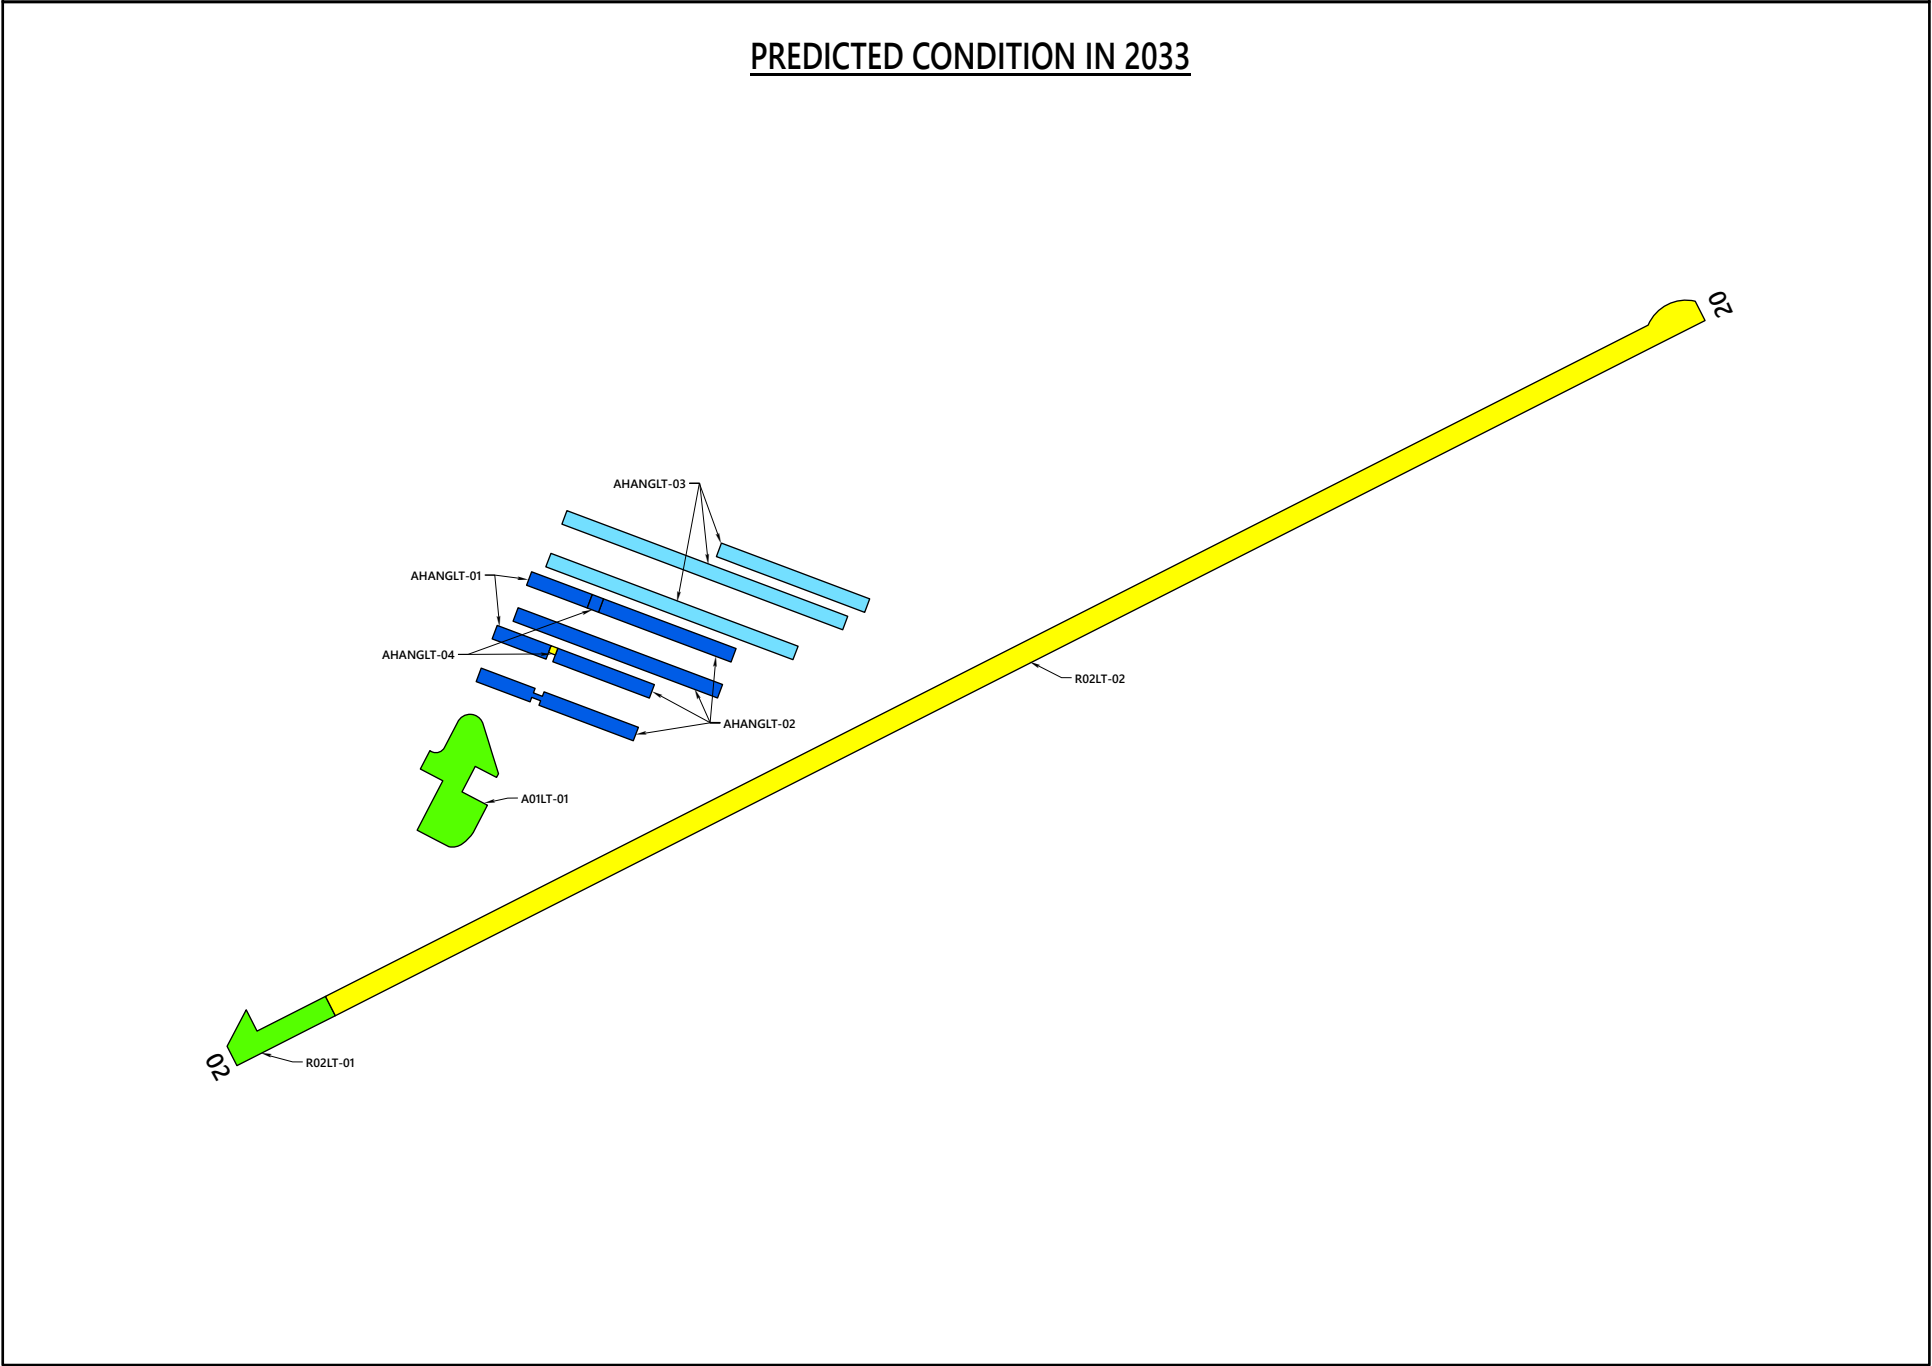 PREDICTED CONDITION IN 2033
20
AHANGLT-03
AHANGLT-01
AHANGLT-04
R02LT-02
AHANGLT-02
A01LT-01
02
R02LT-01